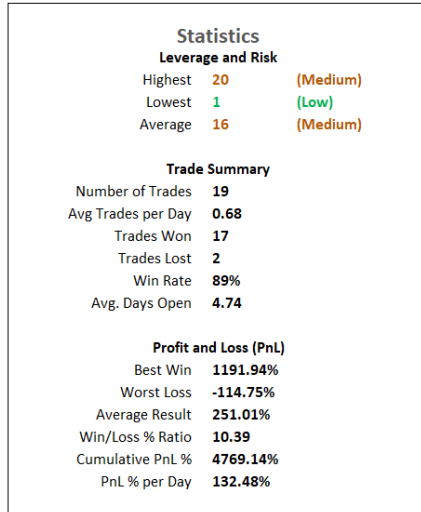 Statistics
Leverage and Risk
Highest 20 (Medium)
Lowest 1 (Low)
Average 16 (Medium)
Trade Summary
Number of Trades 19
Avg Trades per Day 0.68
Trades Won 17
Trades Lost 2
Win Rate 89%
Avg. Days Open 4.74
Profit and Loss (PnL)
Best Win 1191.94%
Worst Loss -114.75%
Average Result 251.01%
Win/Loss % Ratio 10.39
Cumulative PnL % 4769.14%
PnL % per Day 132.48%